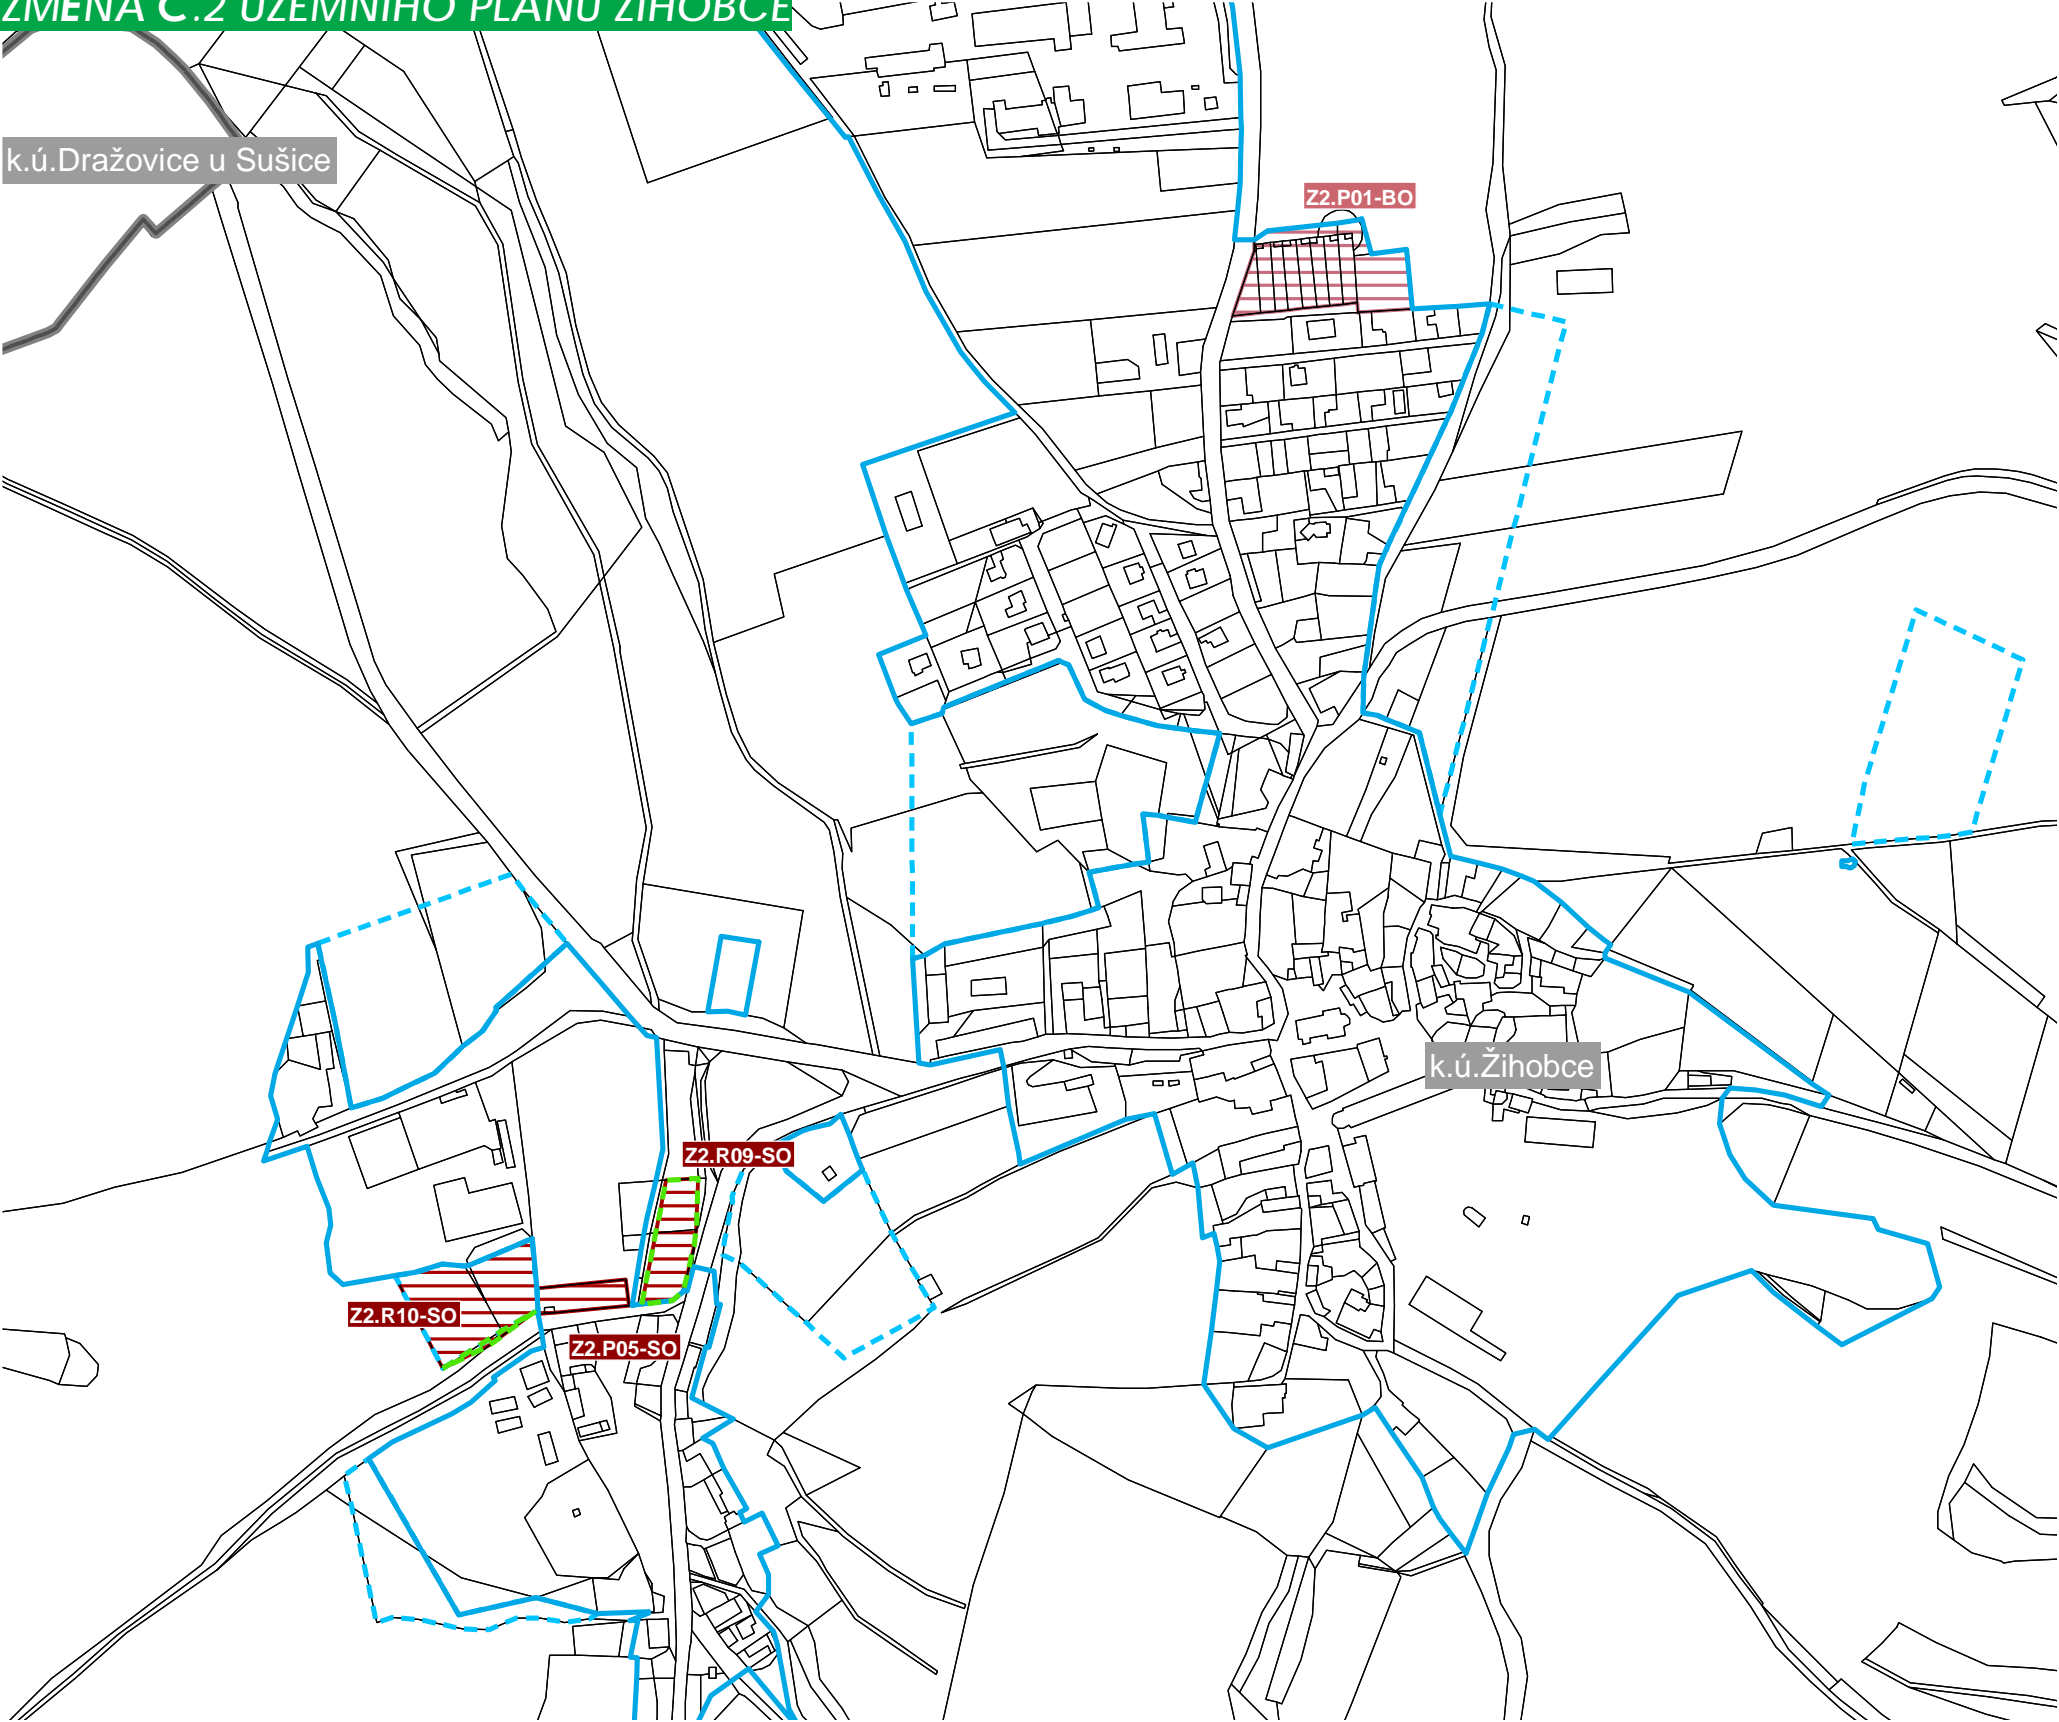 ZMĚNA Č.2 ÚZEMNÍHO PLÁNU ŽIHOBCE
k.ú.Dražovice u Sušice
Z2.P01-BO
k.ú.Žihobce
Z2.R09-SO
Z2.R10-SO
Z2.P05-SO